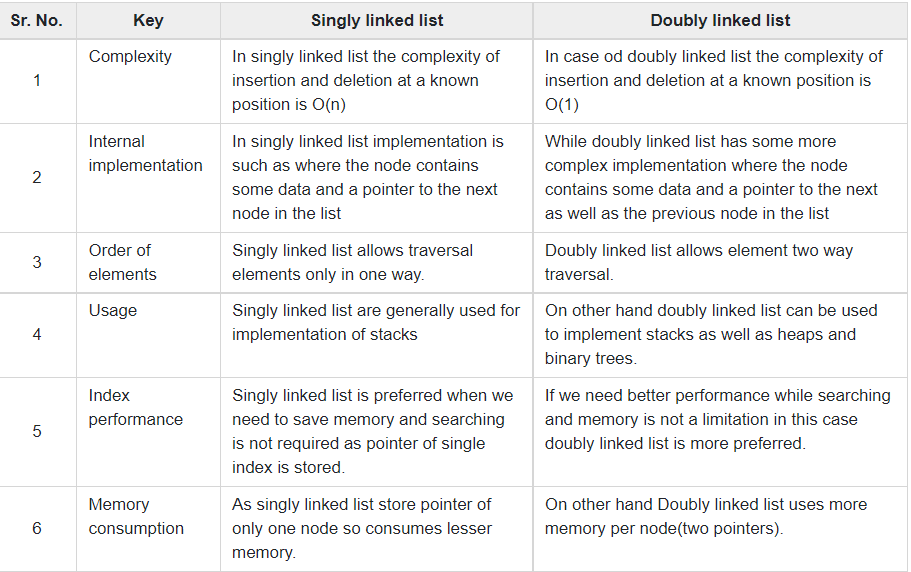 Sr. No. Key Singly linked list Doubly linked list
1
Complexity
In singly linked list the complexity of
insertion and deletion at a known
position is O(n)
In case od doubly linked list the complexity of
insertion and deletion at a known position is
O(1)
2
Internal
implementation
In singly linked list implementation is
such as where the node contains
some data and a pointer to the next
node in the list
While doubly linked list has some more
complex implementation where the node
contains some data and a pointer to the next
as well as the previous node in the list
3
Order of
elements
Singly linked list allows traversal
elements only in one way.
Doubly linked list allows element two way
traversal.
4
Usage
Singly linked list are generally used for
implementation of stacks
On other hand doubly linked list can be used
to implement stacks as well as heaps and
binary trees.
5
Index
performance
Singly linked list is preferred when we
need to save memory and searching
is not required as pointer of single
index is stored.
If we need better performance while searching
and memory is not a limitation in this case
doubly linked list is more preferred.
6
Memory
consumption
As singly linked list store pointer of
only one node so consumes lesser
memory.
On other hand Doubly linked list uses more
memory per node(two pointers).